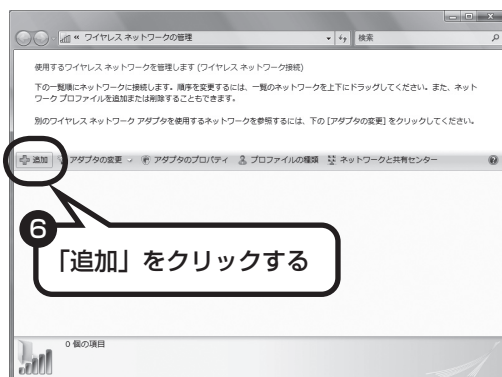 « ワイヤレス ネットワークの管理
検索
使用するワイヤレス ネットワークを管理します (ワイヤレス ネットワーク接続)
下の一覧順にネットワークに接続します。順序を変更するには、一覧のネットワークを上下にドラッグしてください。また、ネット
ワーク プロファイルを追加または削除することもできます。
別のワイヤレス ネットワーク アダプタを使用するネットワークを参照するには、下の [アダプタの変更] をクリックしてください。
追加 アダプタの変更 アダプタのプロパティ プロファイルの種類 ネットワークと共有センター
6
「追加」をクリックする
0 個の項目